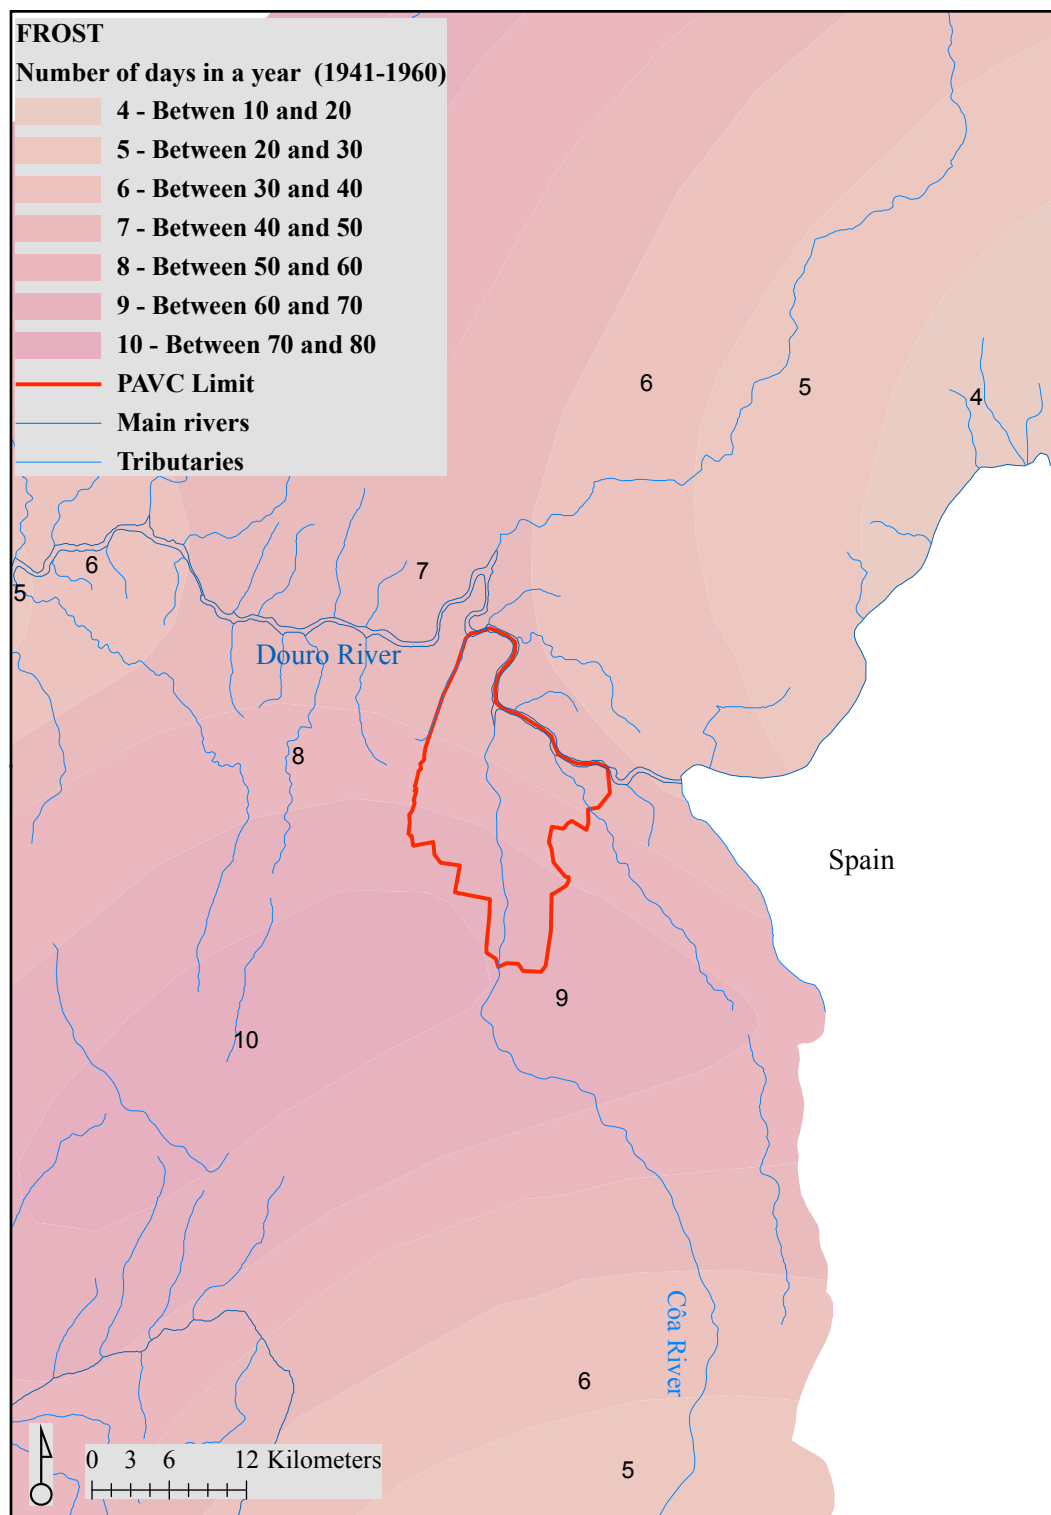 FROST
Number of days in a year (1941-1960)
4 - Betwen 10 and 20
5 - Between 20 and 30
6 - Between 30 and 40
7 - Between 40 and 50
8 - Between 50 and 60
9 - Between 60 and 70
10 - Between 70 and 80
PAVC Limit
Main rivers
Tributaries
6
5
4
6
7
5
Douro River
8
Spain
9
10
Côa River
6
0 3 6 12 Kilometers
5